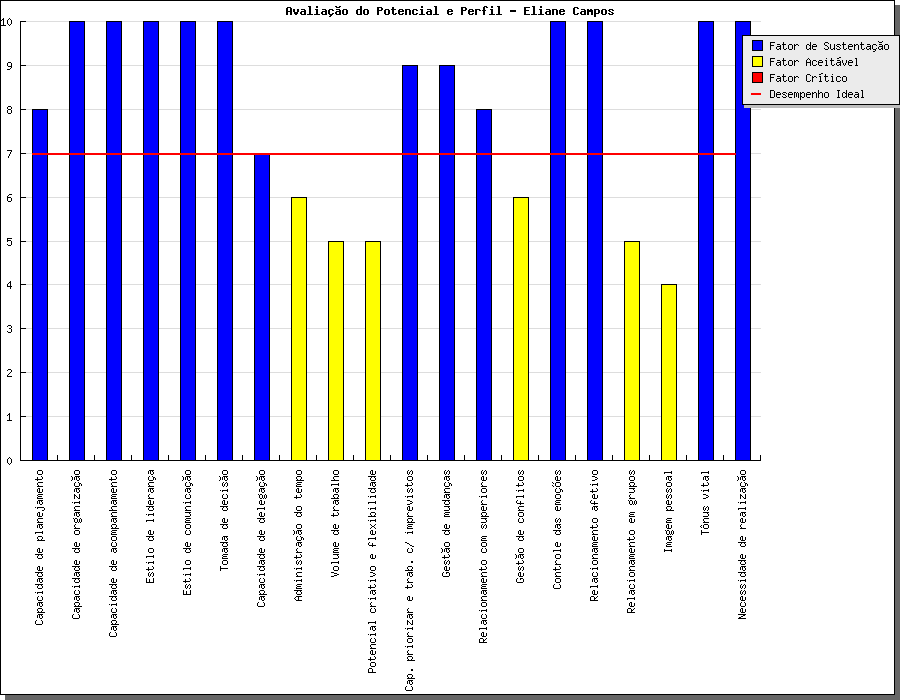 Avaliação do Potencial e Perfil - Eliane Campos
Fator de Sustentação
Fator Aceitável
Fator Crítico
Desempenho Ideal
10
9
8
7
6
5
4
3
2
1
0
Capacidade de planejamento
Capacidade de organização
Capacidade de acompanhamento
Estilo de liderança
Estilo de comunicação
Tomada de decisão
Capacidade de delegação
Administração do tempo
Volume de trabalho
Potencial criativo e flexibilidade
Cap. priorizar e trab. c/ imprevistos
Gestão de mudanças
Relacionamento com superiores
Gestão de conflitos
Controle das emoções
Relacionamento afetivo
Relacionamento em grupos
Imagem pessoal
Tônus vital
Necessidade de realização